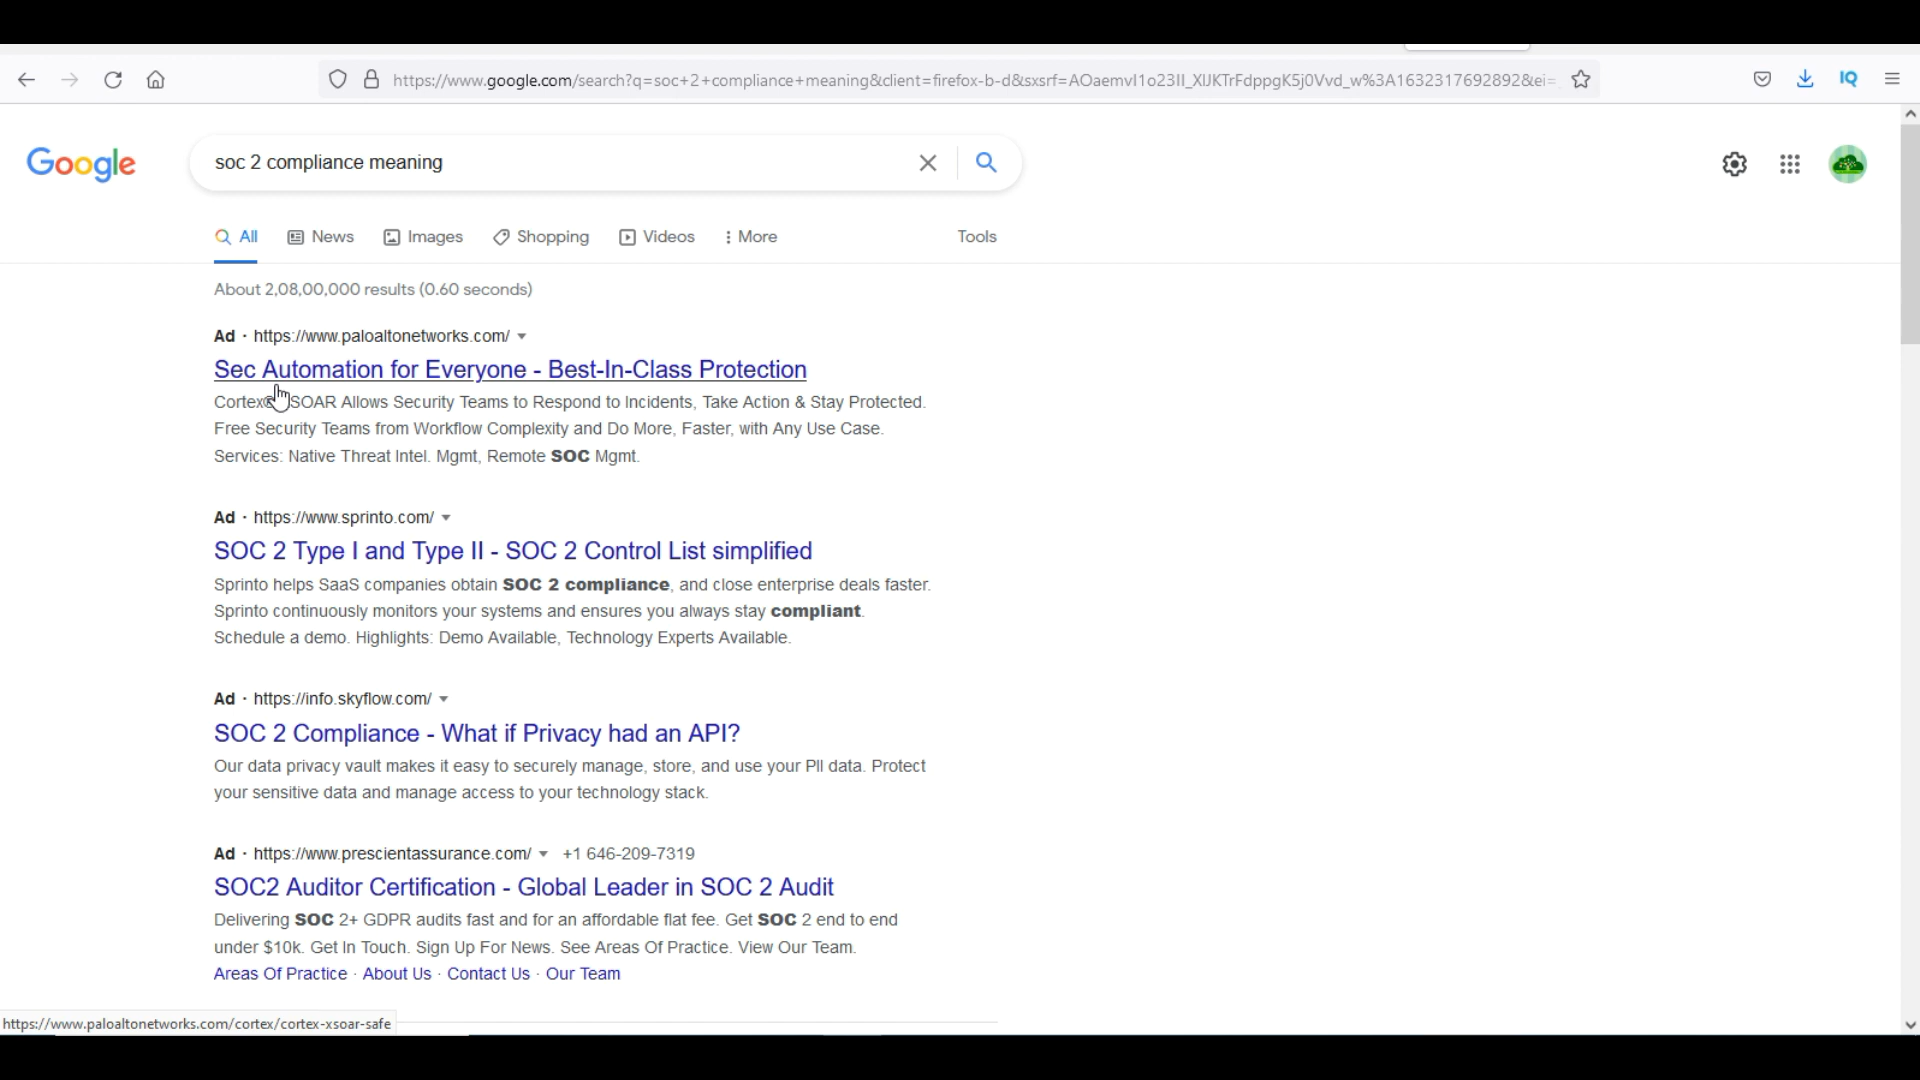 https://www.google.com/search?q=soc+2+compliance+meaning&client=firefox-b-d&sxsrf=
IQ
Google
soc 2 compliance meaning
All
News
Images
Shopping
Videos
More
Tools
About 2,08,00,000 results (0.60 seconds)
Ad · https://www.paloaltonetworks.com/
Sec Automation for Everyone - Best-In-Class Protection
SOAR Allows Security Teams to Respond to Incidents, Take Action & Stay Protected.
Free Security Teams from Workflow Complexity and Do More, Faster, with Any Use Case.
Services: Native Threat Intel. Mgmt, Remote SOC Mgmt.
Ad · https://www.sprinto.com/
SOC 2 Type I and Type II - SOC 2 Control List simplified
Sprinto helps SaaS companies obtain SOC 2 compliance, and close enterprise deals faster.
Sprinto continuously monitors your systems and ensures you always stay compliant.
Schedule a demo. Highlights: Demo Available, Technology Experts Available.
Ad · https://info.skyflow.com/
SOC 2 Compliance - What if Privacy had an API?
Our data privacy vault makes it easy to securely manage, store, and use your PII data. Protect
your sensitive data and manage access to your technology stack.
Ad · https://www.prescientassurance.com/ +1 646-209-7319
SOC2 Auditor Certification - Global Leader in SOC 2 Audit
Delivering SOC 2+ GDPR audits fast and for an affordable flat fee. Get SOC 2 end to end
under $10k. Get In Touch. Sign Up For News. See Areas Of Practice. View Our Team.
Areas Of Practice · About Us · Contact Us · Our Team
https://www.paloaltonetworks.com/cortex/cortex-xsoar-safe